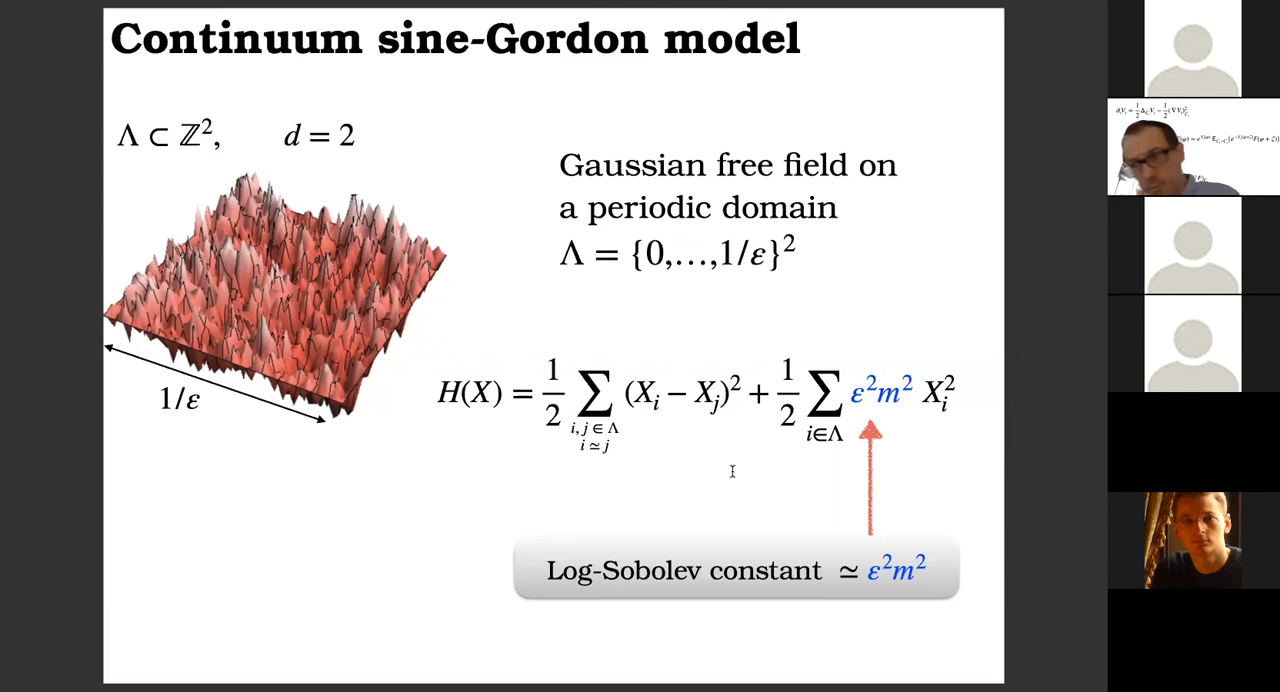 Continuum sine-Gordon model
Λ ⊂ ℤ², d = 2
Gaussian free field on
a periodic domain
Λ = {0,…,1/ε}²
1/ε
H(X) = 1/2 ∑ (X_i − X_j)² + 1/2 ∑ ε²m² X_i²
i, j ∈ Λ
i ≃ j
i∈Λ
Log-Sobolev constant ≃ ε²m²